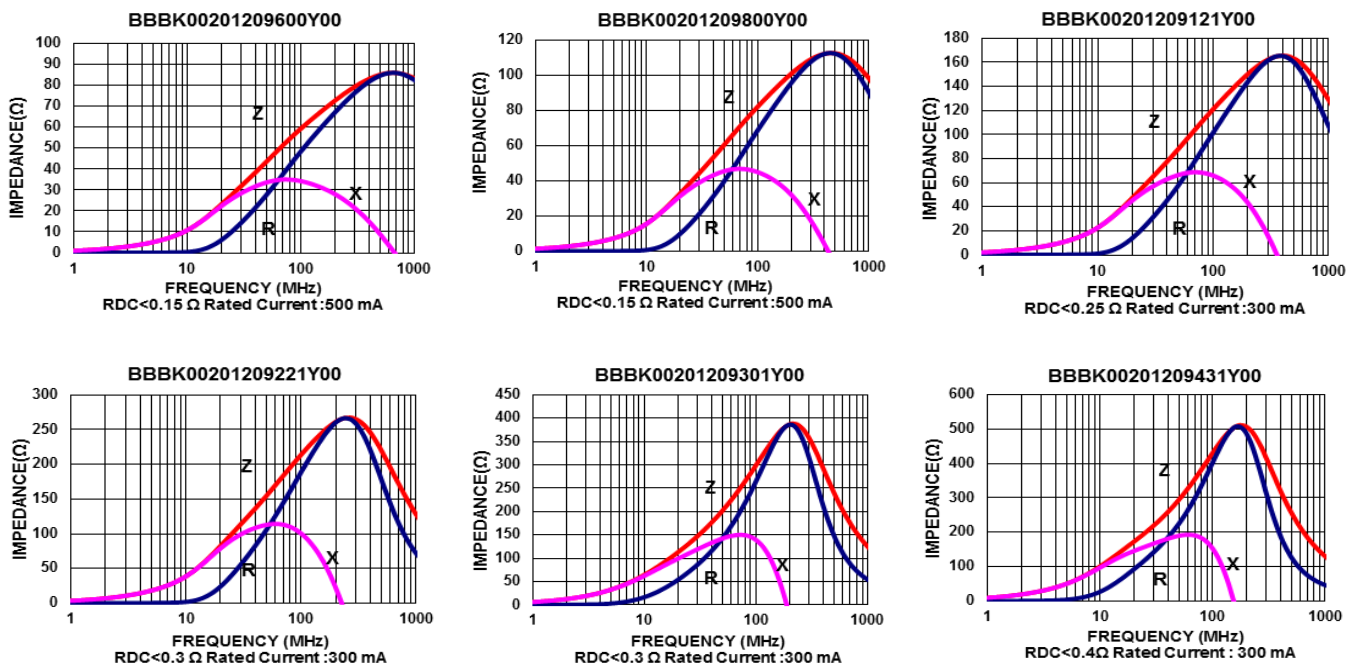 BBBK00201209600Y00
IMPEDANCE(Ω)
100
90
80
70
60
50
40
30
20
10
0
Z
X
R
1 10 100 1000
FREQUENCY (MHz)
RDC<0.15 Ω Rated Current :500 mA
BBBK00201209800Y00
IMPEDANCE(Ω)
120
100
80
60
40
20
0
Z
X
R
1 10 100 1000
FREQUENCY (MHz)
RDC<0.15 Ω Rated Current :500 mA
BBBK00201209121Y00
IMPEDANCE(Ω)
180
160
140
120
100
80
60
40
20
0
Z
X
R
1 10 100 1000
FREQUENCY (MHz)
RDC<0.25 Ω Rated Current :300 mA
BBBK00201209221Y00
IMPEDANCE(Ω)
300
250
200
150
100
50
0
Z
X
R
1 10 100 1000
FREQUENCY (MHz)
RDC<0.3 Ω Rated Current :300 mA
BBBK00201209301Y00
IMPEDANCE(Ω)
450
400
350
300
250
200
150
100
50
0
Z
X
R
1 10 100 1000
FREQUENCY (MHz)
RDC<0.3 Ω Rated Current :300 mA
BBBK00201209431Y00
IMPEDANCE(Ω)
600
500
400
300
200
100
0
Z
X
R
1 10 100 1000
FREQUENCY (MHz)
RDC<0.4Ω Rated Current : 300 mA